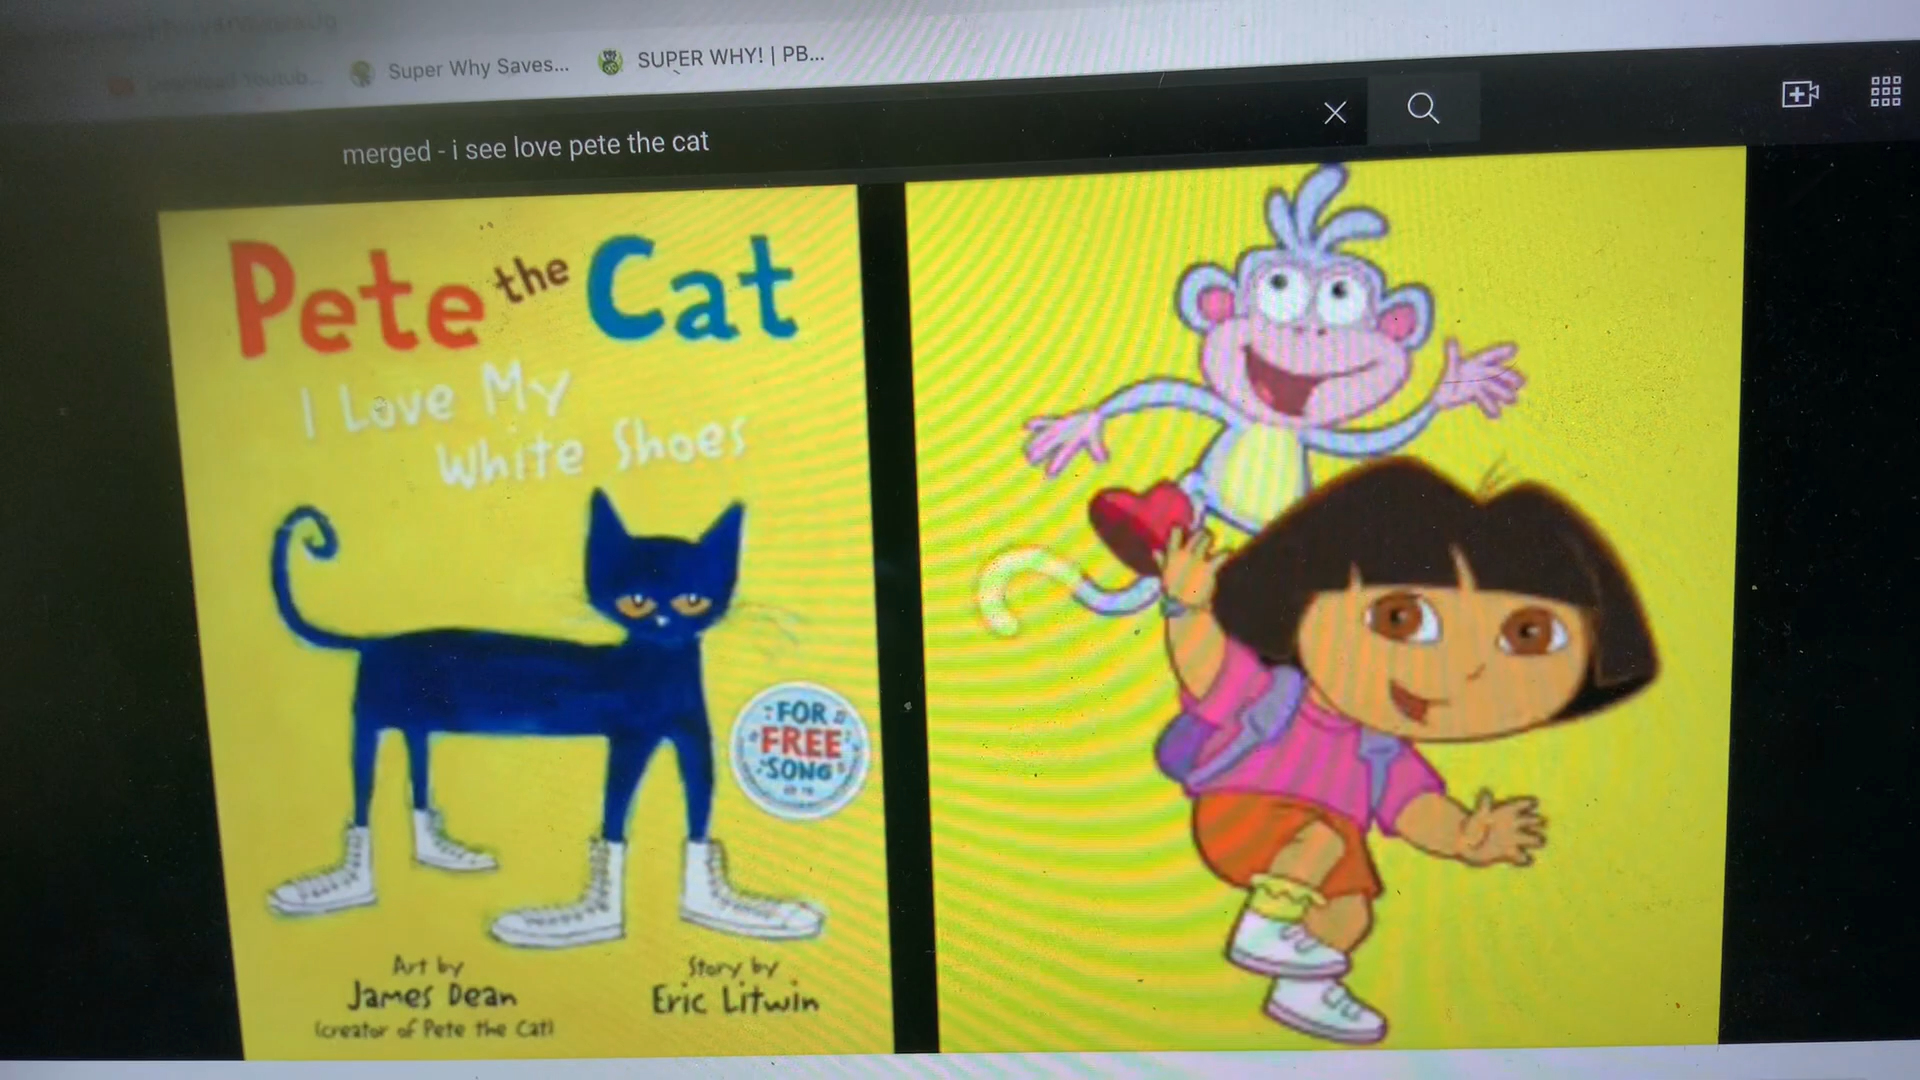 Super Why Saves...
SUPER WHY! | PB...
merged - i see love pete the cat
Pete the Cat
I Love My
White Shoes
FOR
FREE
SONG
Art by
James Dean
(creator of Pete the Cat)
Story by
Eric Litwin